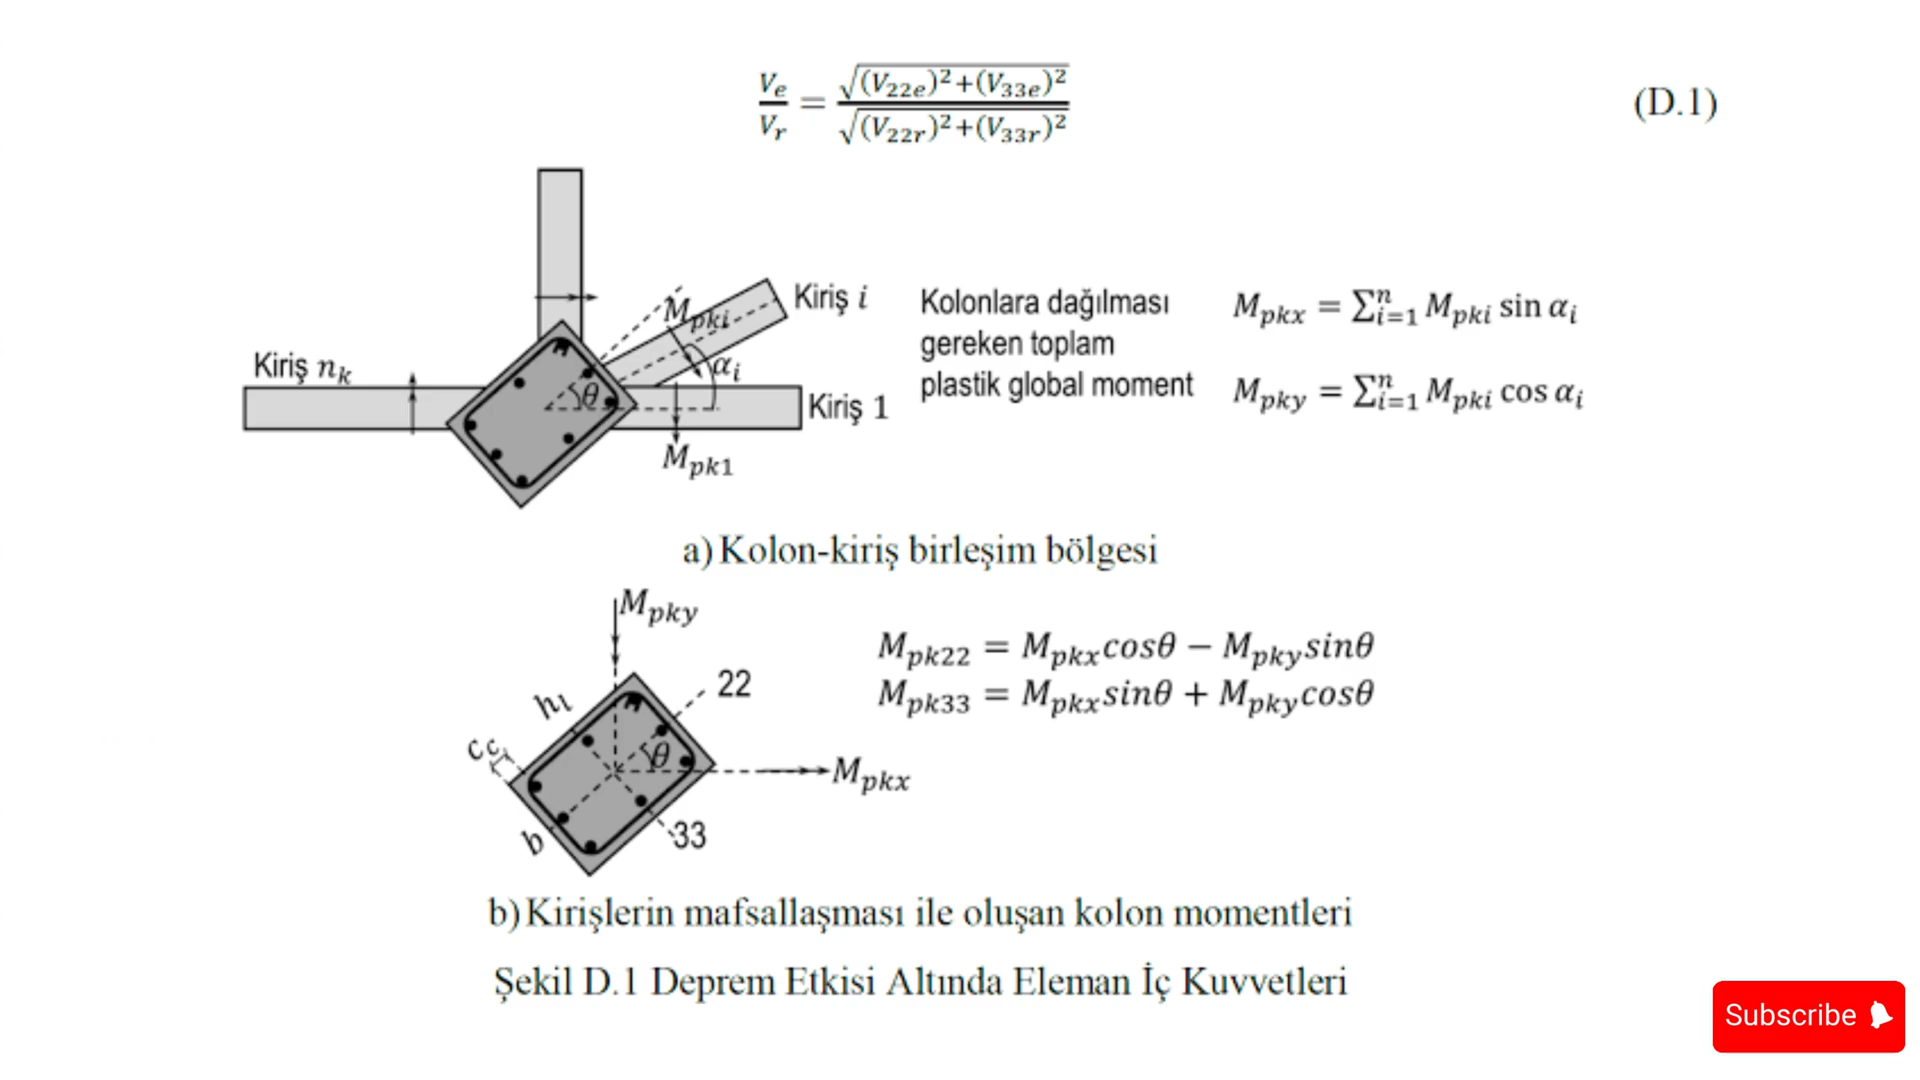 V_e / V_r = √((V_22e)²+(V_33e)²) / √((V_22r)²+(V_33r)²)
(D.1)
Kiriş i
M_pki
α_i
θ
Kiriş n_k
Kiriş 1
M_pk1
Kolonlara dağılması
gereken toplam
plastik global moment
M_pkx = ∑ⁿ_i=1 M_pki sin α_i
M_pky = ∑ⁿ_i=1 M_pki cos α_i
a) Kolon-kiriş birleşim bölgesi
M_pky
22
h
θ
M_pkx
b
33
M_pk22 = M_pkx cosθ − M_pky sinθ
M_pk33 = M_pkx sinθ + M_pky cosθ
b) Kirişlerin mafsallaşması ile oluşan kolon momentleri
Şekil D.1 Deprem Etkisi Altında Eleman İç Kuvvetleri
Subscribe